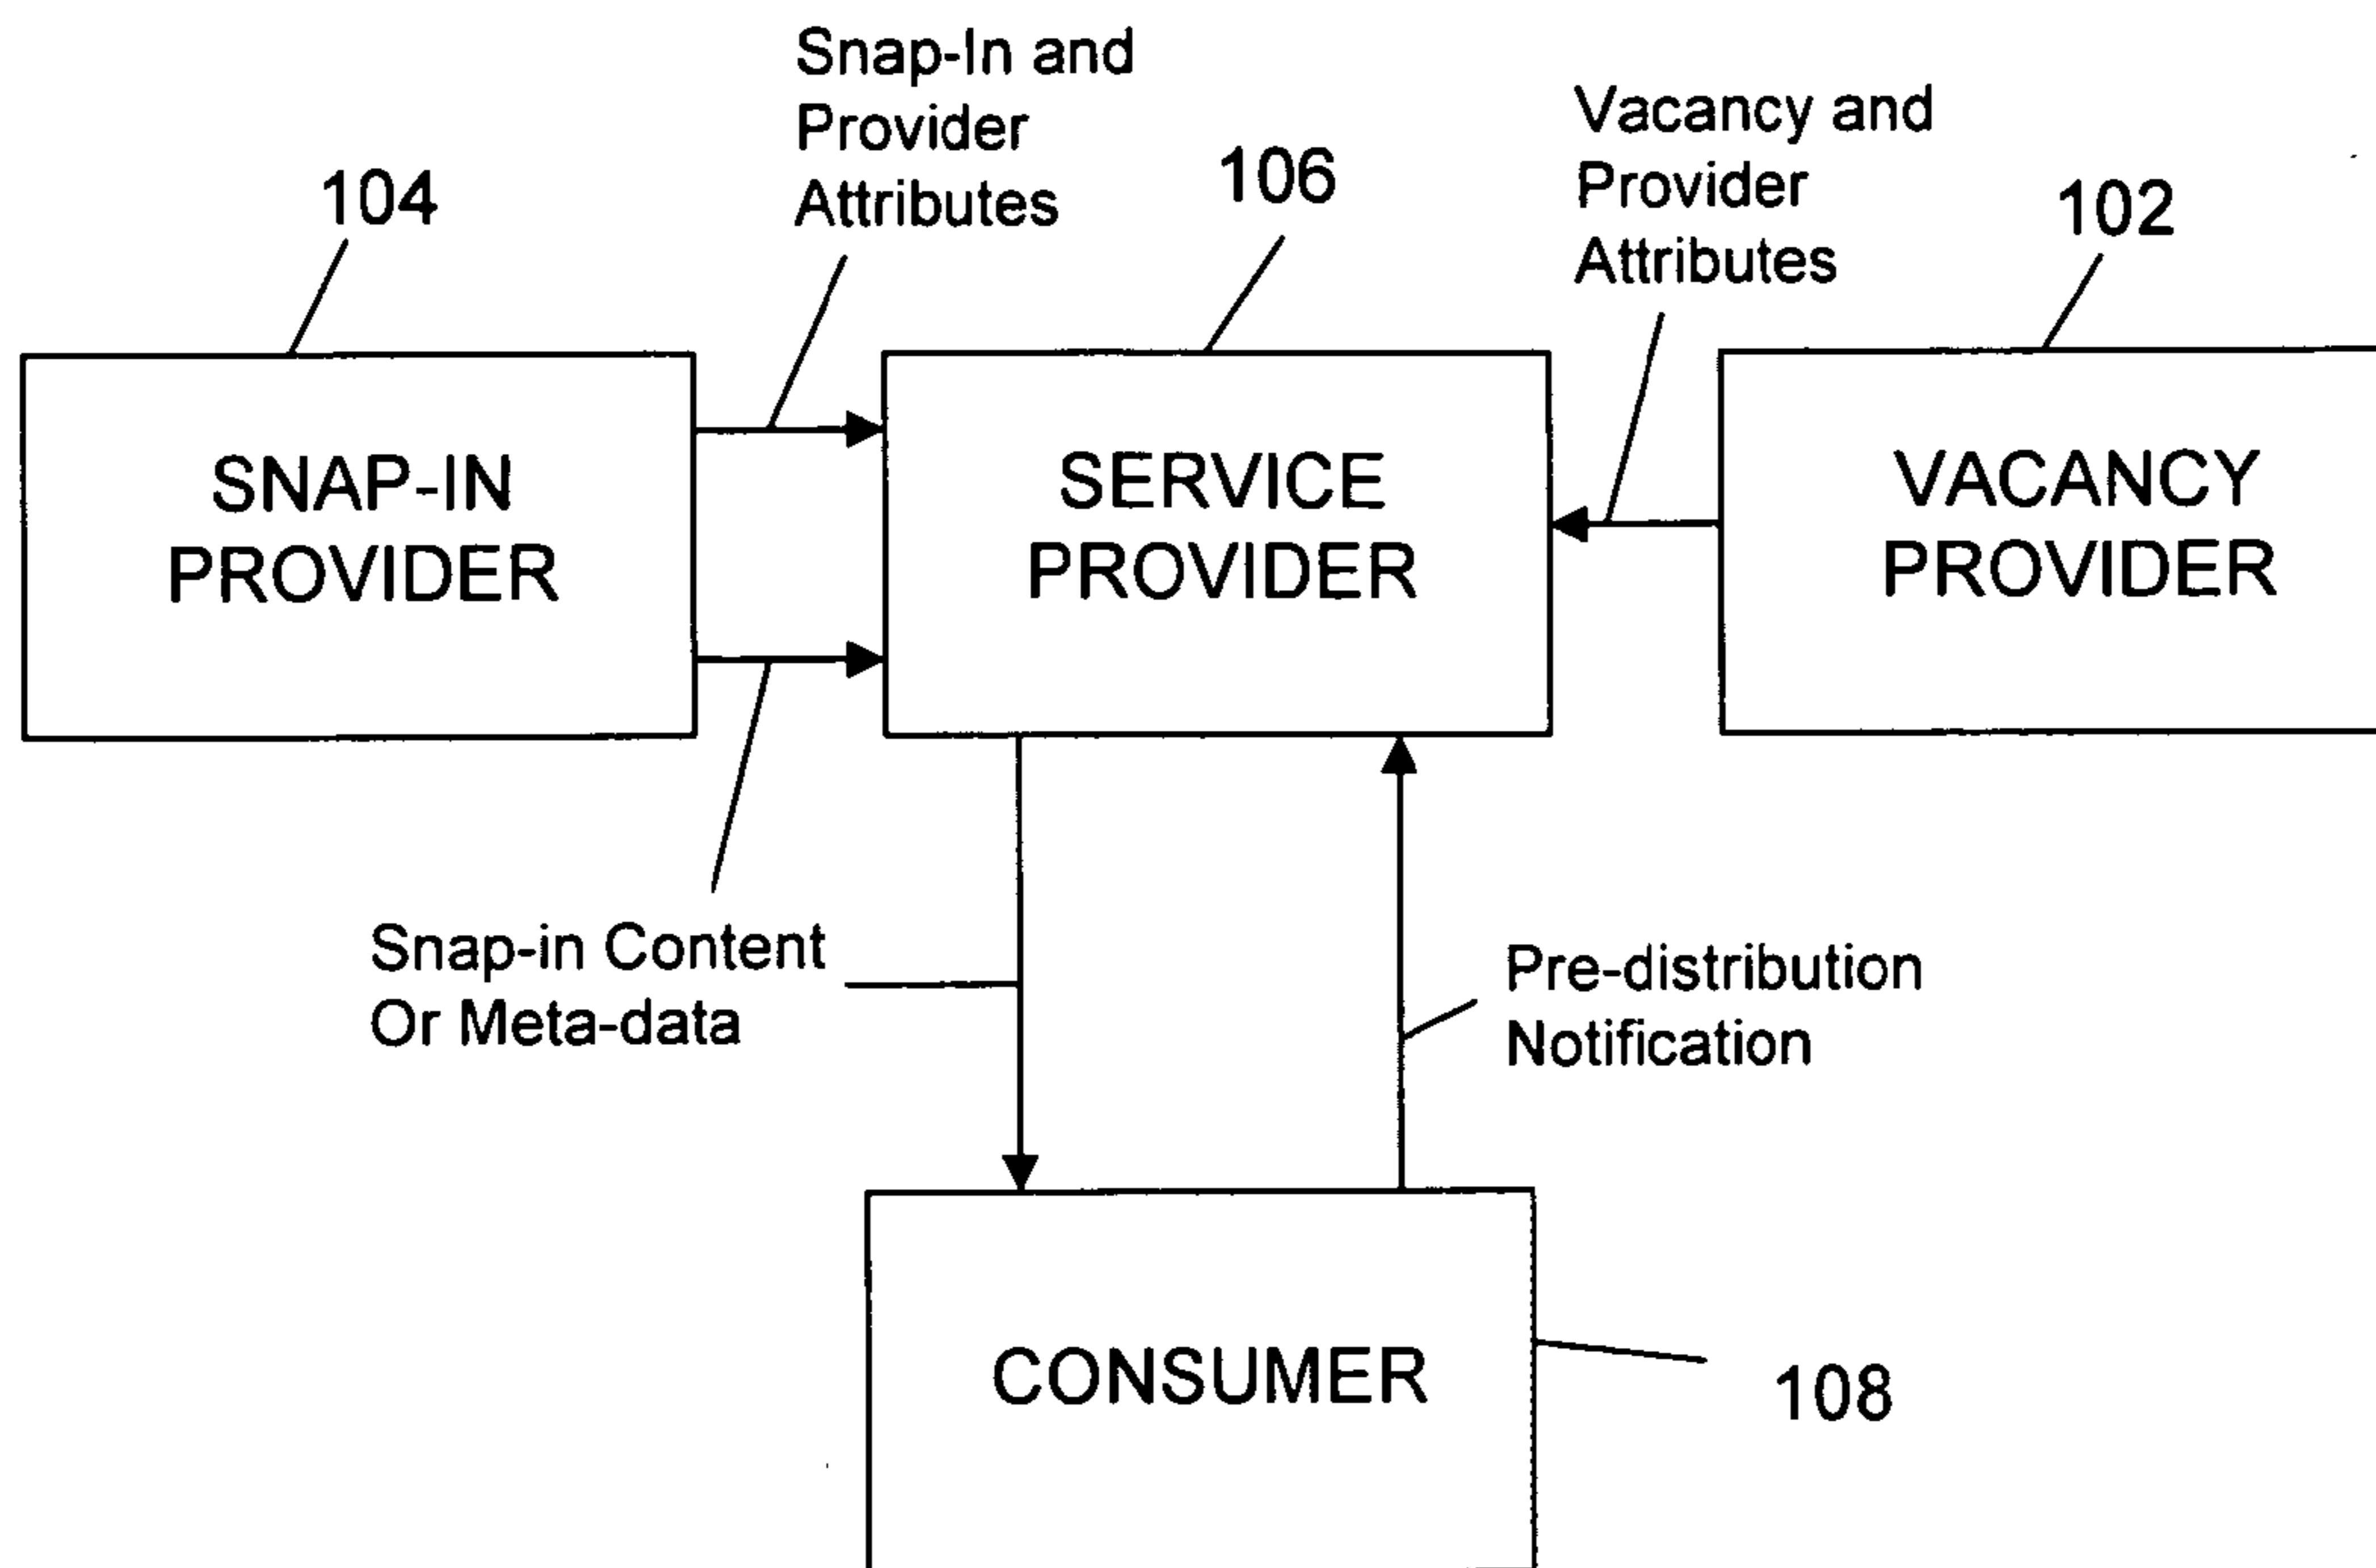 Snap-In and
Provider
Attributes
Vacancy and
Provider
Attributes
104
106
102
SNAP-IN
PROVIDER
SERVICE
PROVIDER
VACANCY
PROVIDER
Snap-in Content
Or Meta-data
Pre-distribution
Notification
CONSUMER
108